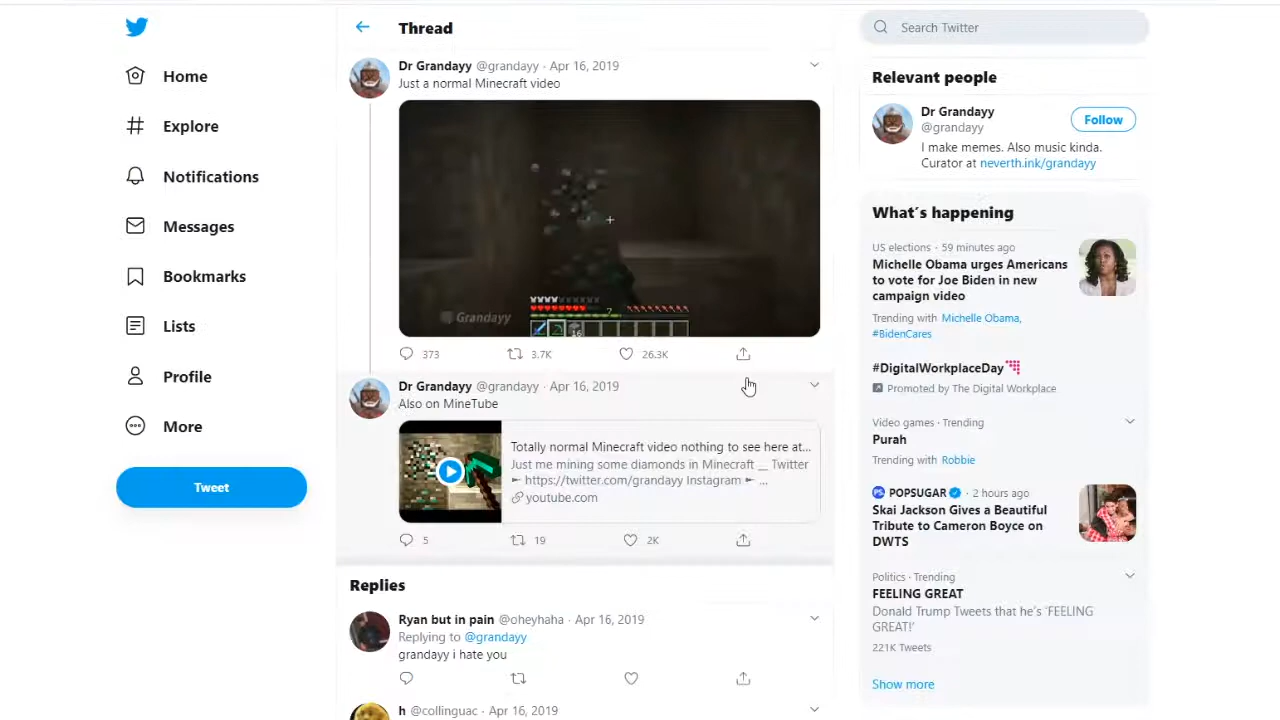 Home
Explore
Notifications
Messages
Bookmarks
Lists
Profile
More
Tweet
Thread
Dr Grandayy @grandayy · Apr 16, 2019
Just a normal Minecraft video
Grandayy
7
16
373
3.7K
26.3K
Dr Grandayy @grandayy · Apr 16, 2019
Also on MineTube
Totally normal Minecraft video nothing to see here at...
Just me mining some diamonds in Minecraft __ Twitter
► https://twitter.com/grandayy Instagram ► ...
youtube.com
5
19
2K
Replies
Ryan but in pain @oheyhaha · Apr 16, 2019
Replying to @grandayy
grandayy i hate you
h @collinguac · Apr 16, 2019
Search Twitter
Relevant people
Dr Grandayy
@grandayy
Follow
I make memes. Also music kinda.
Curator at neverth.ink/grandayy
What's happening
US elections · 59 minutes ago
Michelle Obama urges Americans
to vote for Joe Biden in new
campaign video
Trending with Michelle Obama,
#BidenCares
#DigitalWorkplaceDay
Promoted by The Digital Workplace
Video games · Trending
Purah
Trending with Robbie
POPSUGAR · 2 hours ago
Skai Jackson Gives a Beautiful
Tribute to Cameron Boyce on
DWTS
Politics · Trending
FEELING GREAT
Donald Trump Tweets that he's 'FEELING
GREAT!'
221K Tweets
Show more